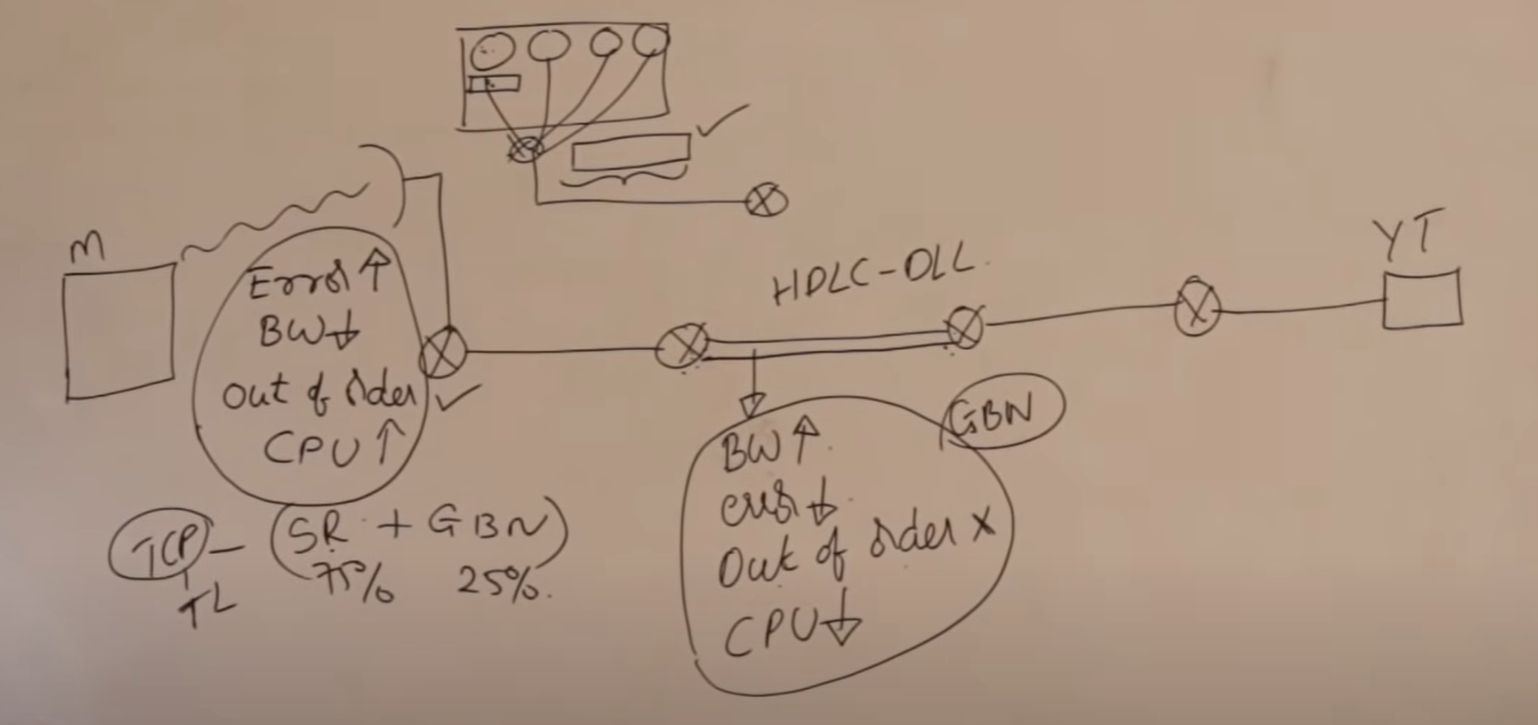 M
Error ↑
BW ↓
Out of order ✓
CPU ↑
TCP - (SR + GBN)
TL 75% 25%.
HDLC-DLL
YT
GBN
BW ↑
error ↓
Out of order x
CPU ↓